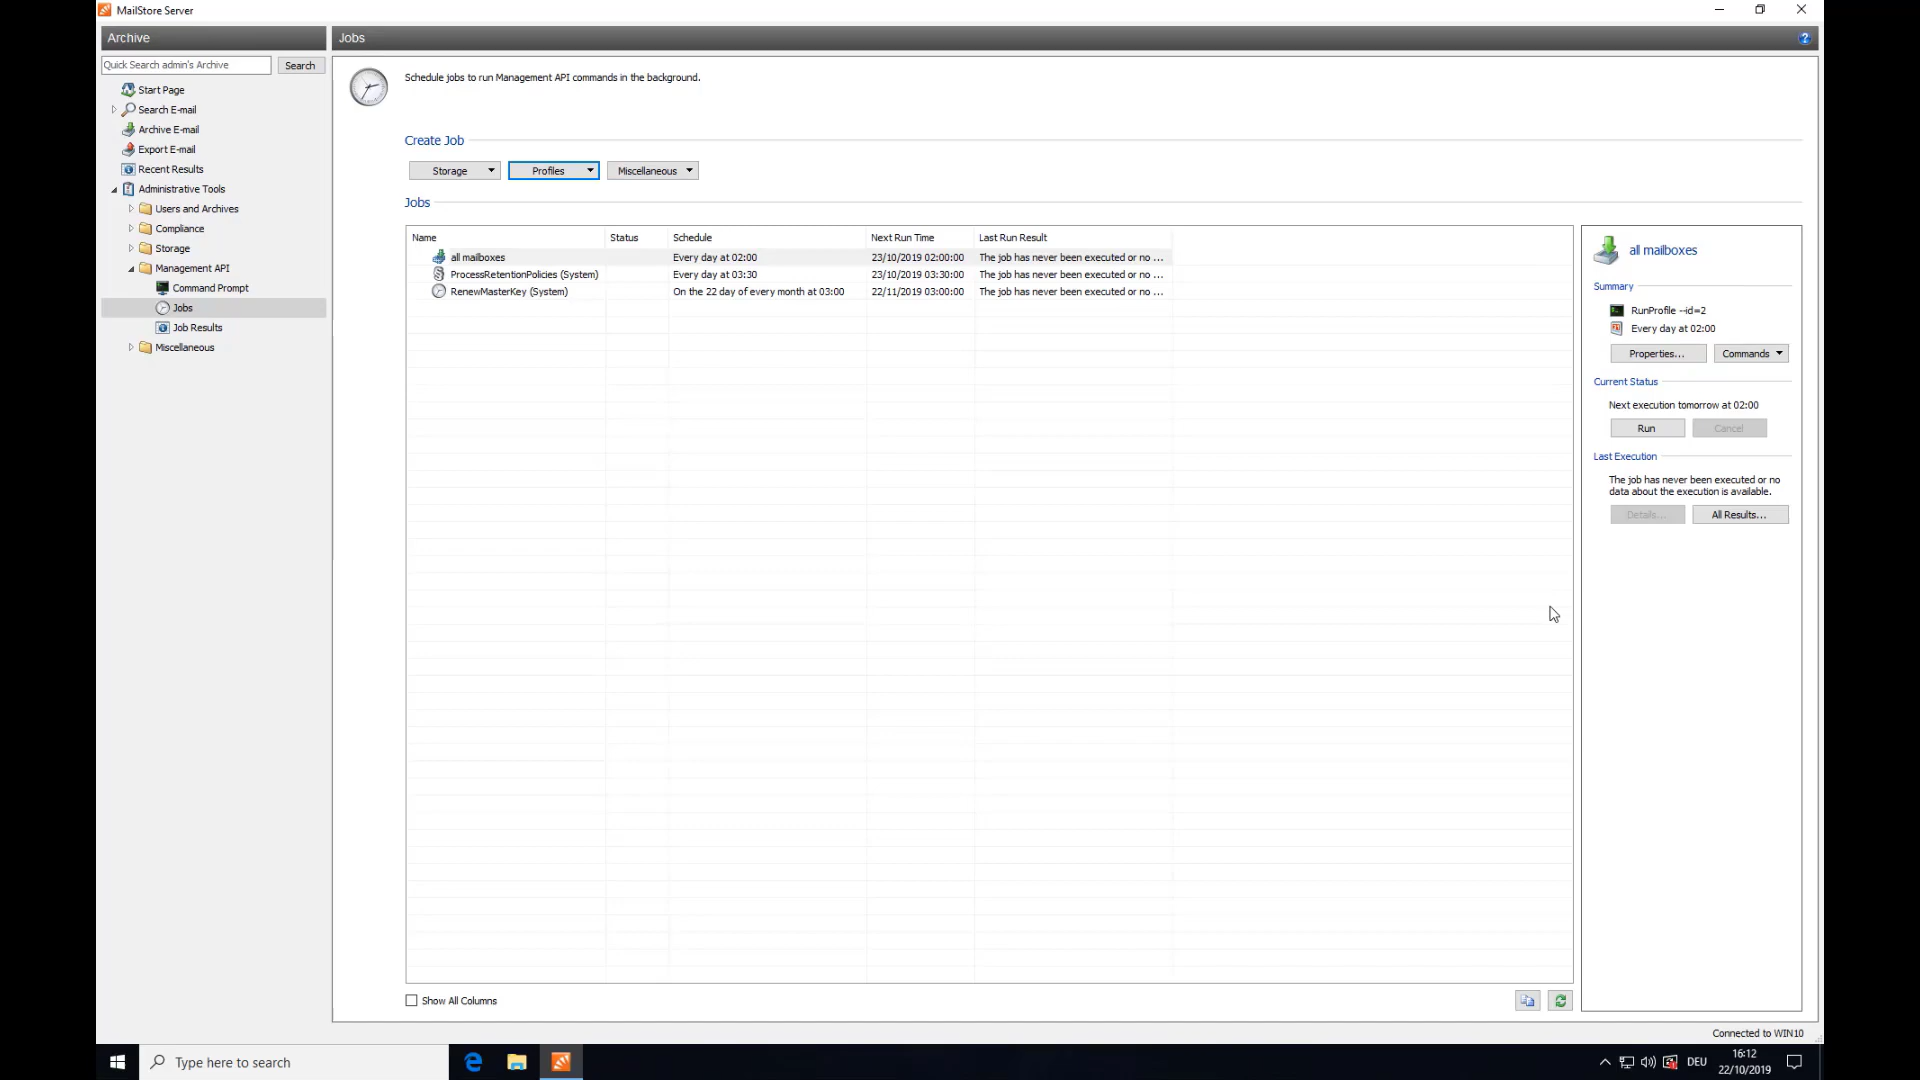 MailStore Server
Archive
Jobs
Quick Search admin's Archive
Search
Start Page
Search E-mail
Archive E-mail
Export E-mail
Recent Results
Administrative Tools
Users and Archives
Compliance
Storage
Management API
Command Prompt
Jobs
Job Results
Miscellaneous
Schedule jobs to run Management API commands in the background.
Create Job
Storage Profiles Miscellaneous
Jobs
Name Status Schedule Next Run Time Last Run Result
all mailboxes Every day at 02:00 23/10/2019 02:00:00 The job has never been executed or no ...
ProcessRetentionPolicies (System) Every day at 03:30 23/10/2019 03:30:00 The job has never been executed or no ...
RenewMasterKey (System) On the 22 day of every month at 03:00 22/11/2019 03:00:00 The job has never been executed or no ...
Show All Columns
all mailboxes
Summary
RunProfile --id=2
Every day at 02:00
Properties... Commands
Current Status
Next execution tomorrow at 02:00
Run Cancel
Last Execution
The job has never been executed or no
data about the execution is available.
Details... All Results...
Connected to WIN10
Type here to search
DEU
16:12
22/10/2019